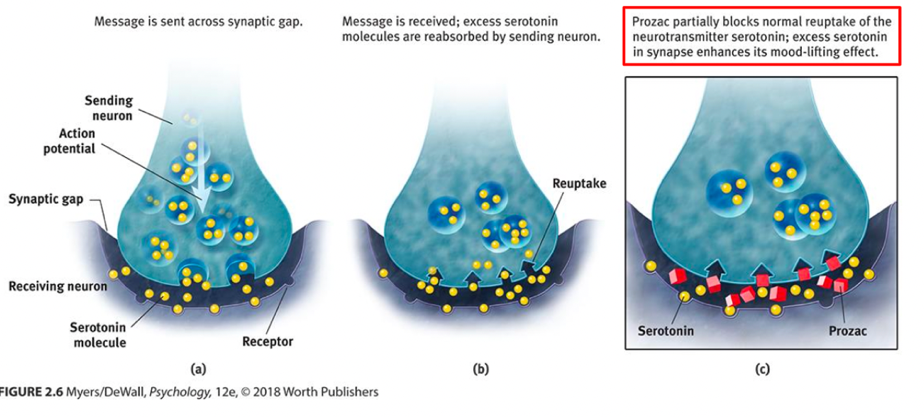 Message is sent across synaptic gap.
Message is received; excess serotonin
molecules are reabsorbed by sending neuron.
Prozac partially blocks normal reuptake of the
neurotransmitter serotonin; excess serotonin
in synapse enhances its mood-lifting effect.
Sending
neuron
Action
potential
Synaptic gap
Receiving neuron
Serotonin
molecule
Receptor
(a)
Reuptake
(b)
Serotonin
Prozac
(c)
FIGURE 2.6 Myers/DeWall, Psychology, 12e, © 2018 Worth Publishers